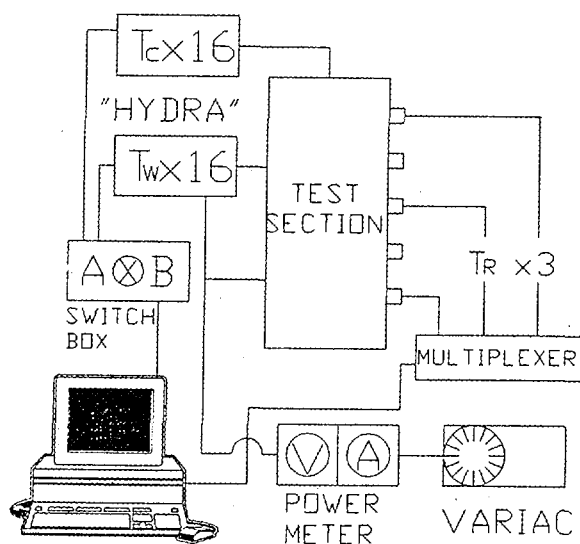 Tc×16
"HYDRA"
Tw×16
TEST
SECTION
A⊗B
SWITCH
BOX
TR ×3
MULTIPLEXER
V A
POWER
METER
VARIAC